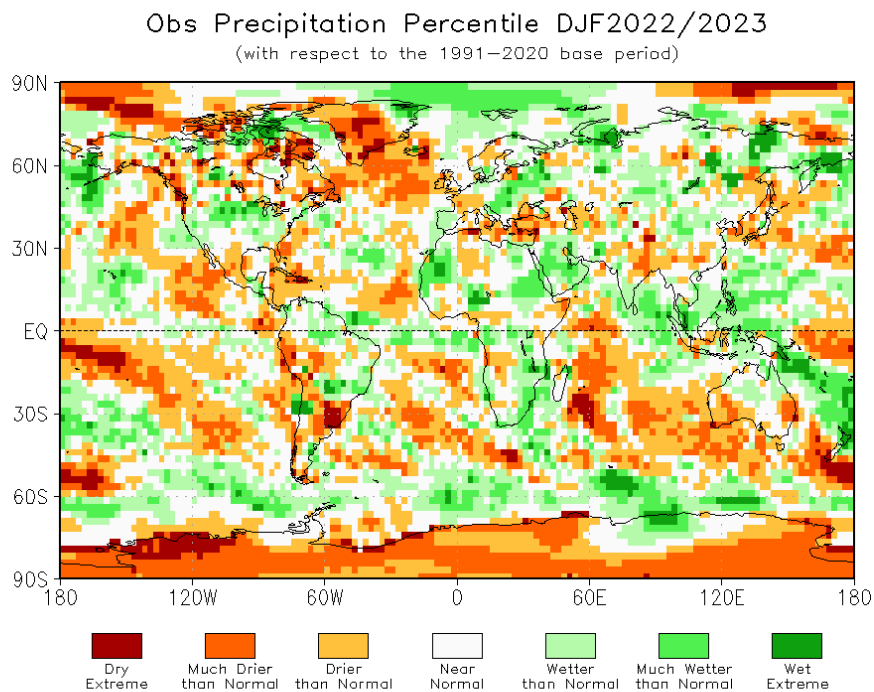 Obs Precipitation Percentile DJF2022/2023
(with respect to the 1991–2020 base period)
90N
60N
30N
EQ
30S
60S
90S
180 120W 60W 0 60E 120E 180
Dry Extreme
Much Drier than Normal
Drier than Normal
Near Normal
Wetter than Normal
Much Wetter than Normal
Wet Extreme